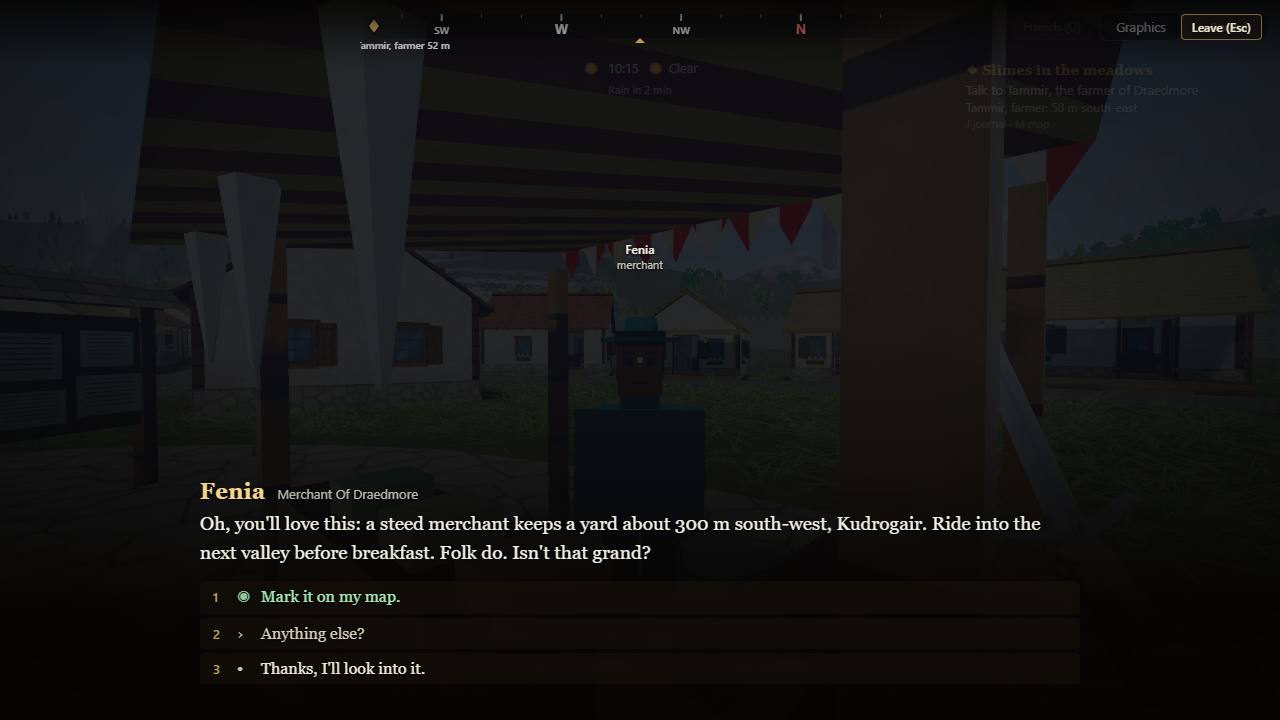 SW
W
NW
N
Tammir, farmer 52 m
Friends (O)
Graphics
Leave (Esc)
10:15
Clear
Rain in 2 min
Slimes in the meadows
Talk to Tammir, the farmer of Draedmore
Tammir, farmer: 50 m south-east
J journal · M map
Fenia
merchant
Fenia Merchant Of Draedmore
Oh, you'll love this: a steed merchant keeps a yard about 300 m south-west, Kudrogair. Ride into the
next valley before breakfast. Folk do. Isn't that grand?
1 Mark it on my map.
2 › Anything else?
3 • Thanks, I'll look into it.